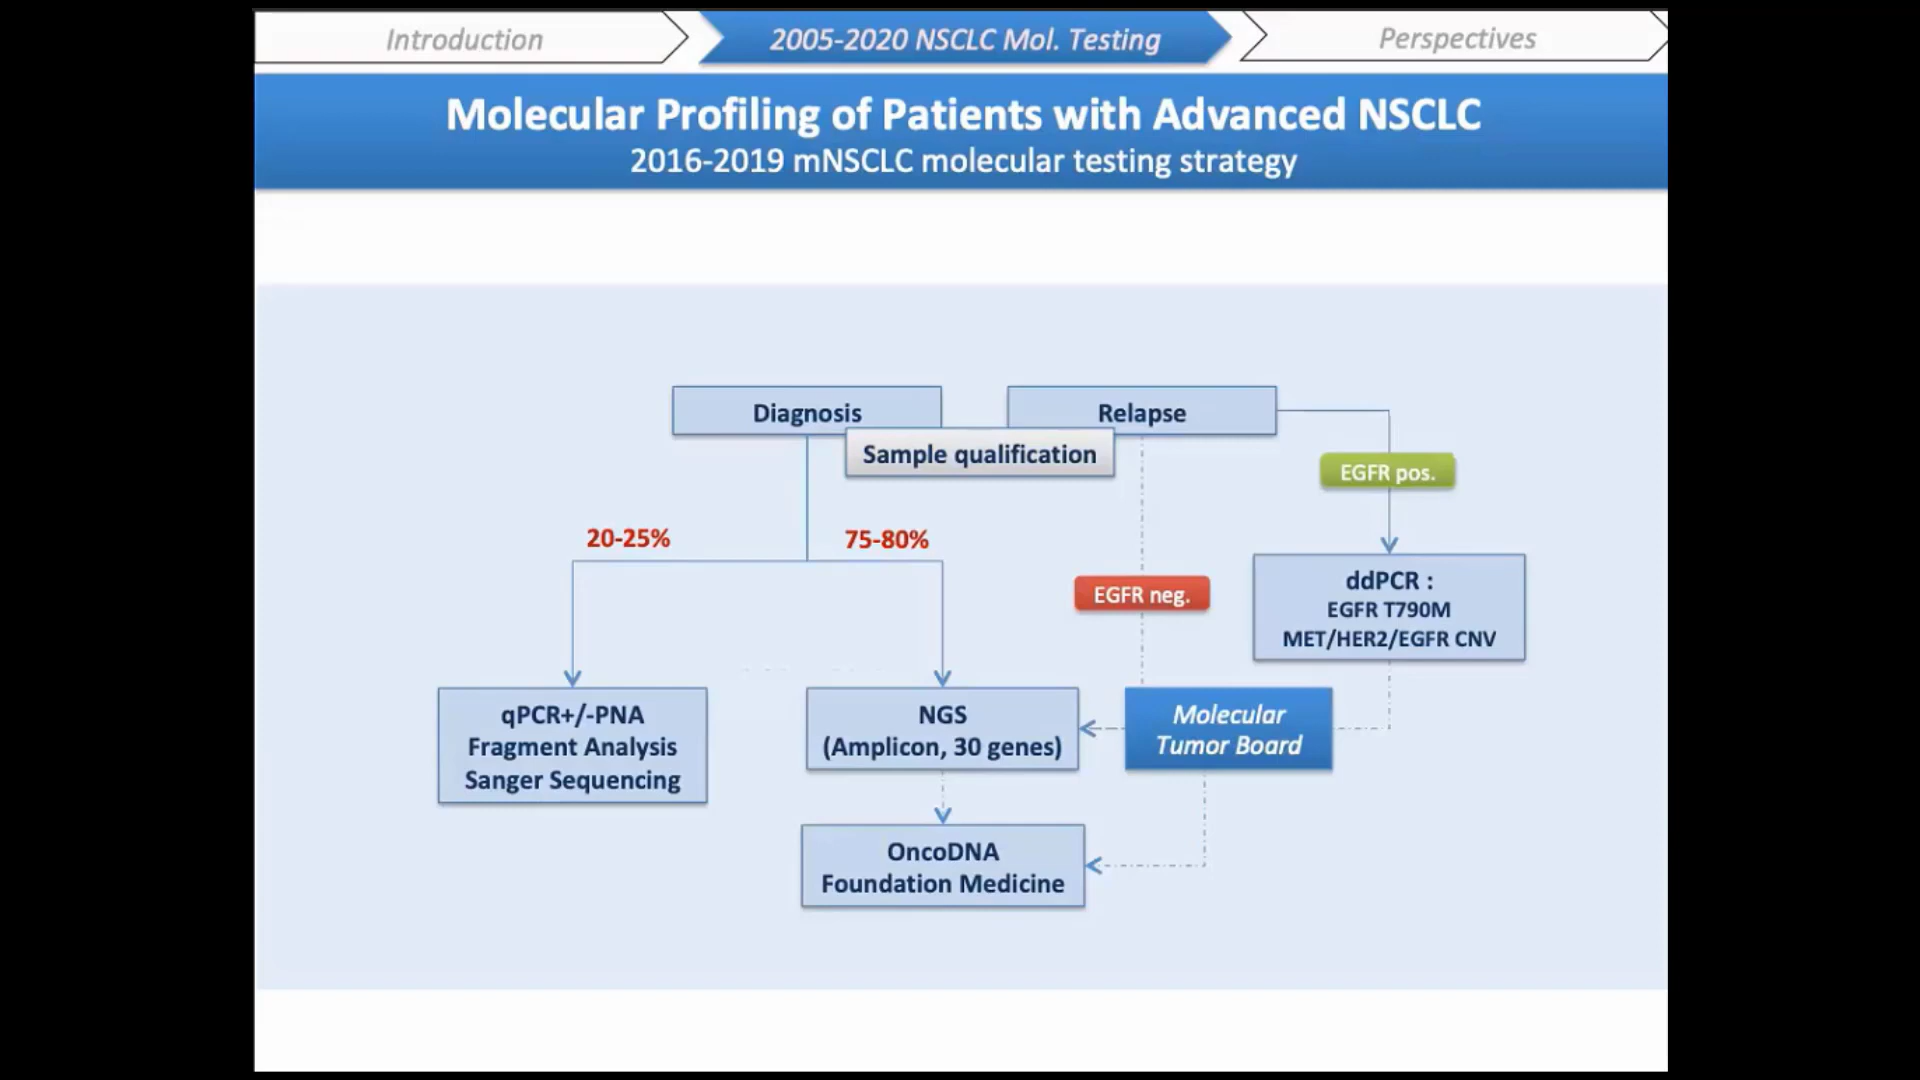 Introduction
2005-2020 NSCLC Mol. Testing
Perspectives
Molecular Profiling of Patients with Advanced NSCLC
2016-2019 mNSCLC molecular testing strategy
Diagnosis
Relapse
Sample qualification
EGFR pos.
20-25%
75-80%
EGFR neg.
ddPCR :
EGFR T790M
MET/HER2/EGFR CNV
qPCR+/-PNA
Fragment Analysis
Sanger Sequencing
NGS
(Amplicon, 30 genes)
Molecular
Tumor Board
OncoDNA
Foundation Medicine